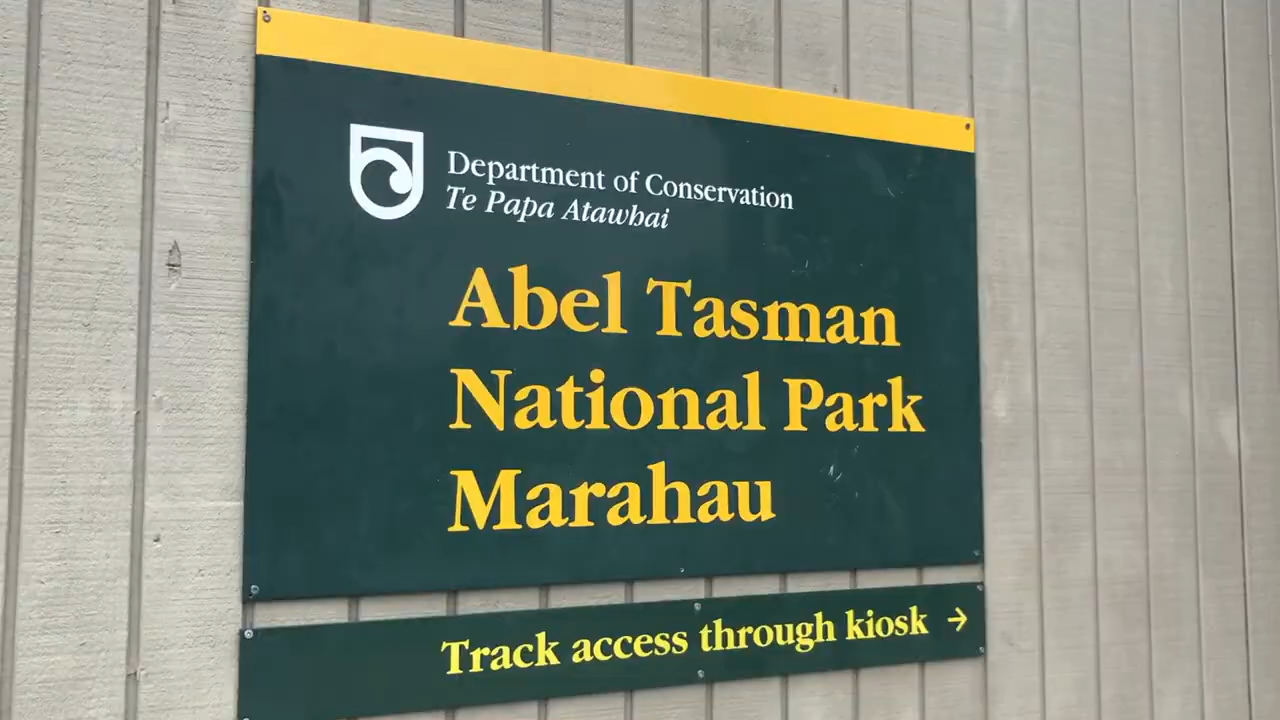 Department of Conservation
Te Papa Atawhai
Abel Tasman
National Park
Marahau
Track access through kiosk →